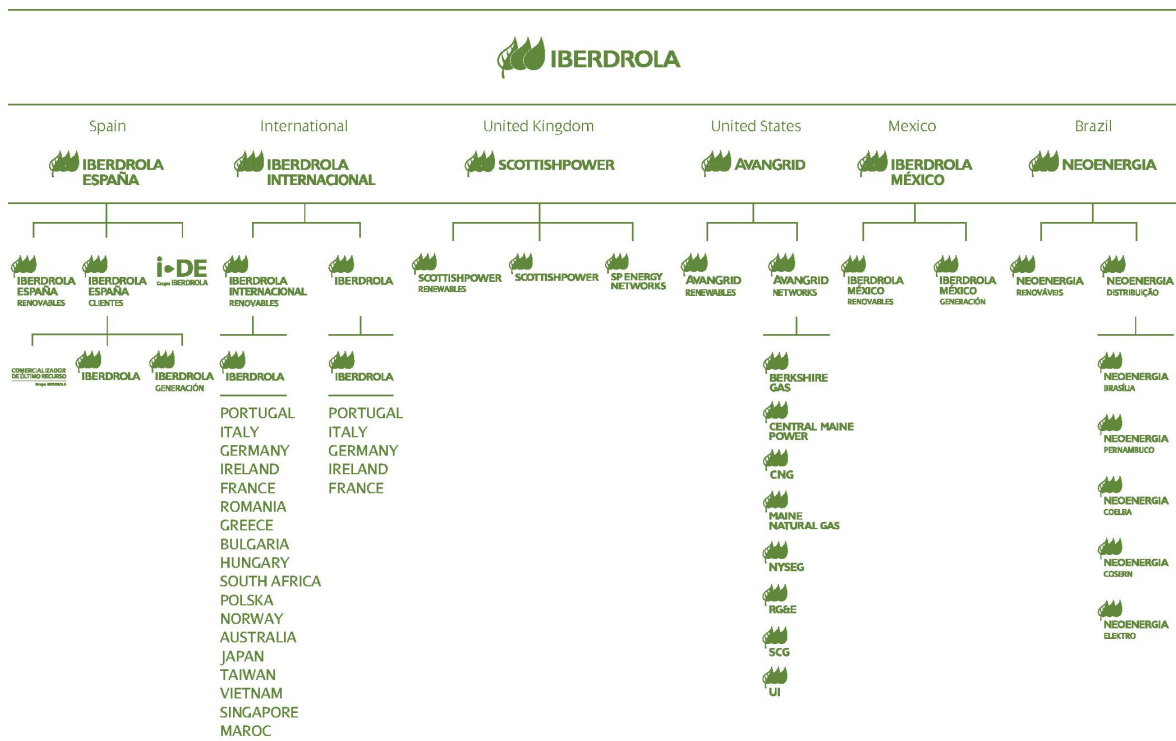 IBERDROLA
Spain
IBERDROLA
ESPAÑA
International
IBERDROLA
INTERNACIONAL
United Kingdom
SCOTTISHPOWER
United States
AVANGRID
Mexico
IBERDROLA
MÉXICO
Brazil
NEOENERGIA
IBERDROLA
ESPAÑA
RENOVABLES
IBERDROLA
ESPAÑA
CLIENTES
i-DE
Grupo IBERDROLA
IBERDROLA
INTERNACIONAL
RENOVABLES
IBERDROLA
SCOTTISHPOWER
RENEWABLES
SCOTTISHPOWER
SP ENERGY
NETWORKS
AVANGRID
RENEWABLES
AVANGRID
NETWORKS
IBERDROLA
MÉXICO
RENOVABLES
IBERDROLA
MÉXICO
GENERACIÓN
NEOENERGIA
RENOVÁVEIS
NEOENERGIA
DISTRIBUIÇÃO
COMERCIALIZADOR
DE ÚLTIMO RECURSO
Grupo IBERDROLA
IBERDROLA
IBERDROLA
GENERACIÓN
IBERDROLA
PORTUGAL
ITALY
GERMANY
IRELAND
FRANCE
ROMANIA
GREECE
BULGARIA
HUNGARY
SOUTH AFRICA
POLSKA
NORWAY
AUSTRALIA
JAPAN
TAIWAN
VIETNAM
SINGAPORE
MAROC
IBERDROLA
PORTUGAL
ITALY
GERMANY
IRELAND
FRANCE
BERKSHIRE
GAS
CENTRAL MAINE
POWER
CNG
MAINE
NATURAL GAS
NYSEG
RG&E
SCG
UI
NEOENERGIA
BRASÍLIA
NEOENERGIA
PERNAMBUCO
NEOENERGIA
COELBA
NEOENERGIA
COSERN
NEOENERGIA
ELEKTRO